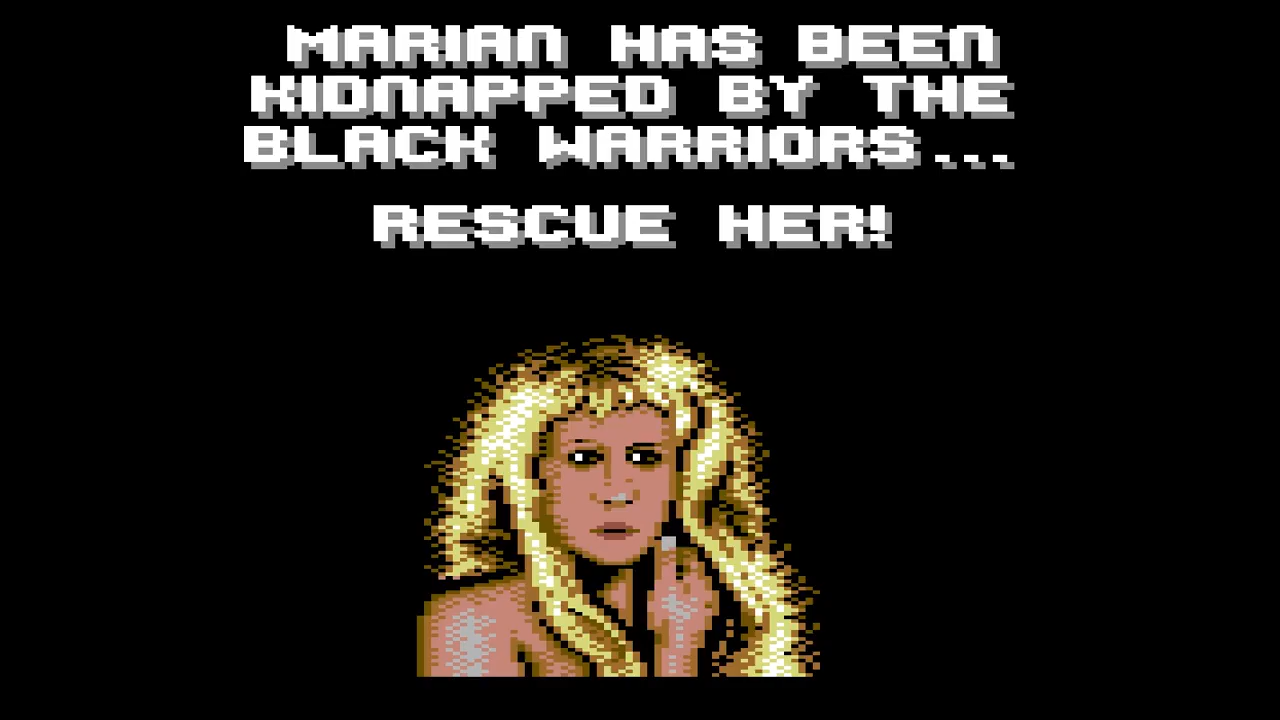 MARIAN HAS BEEN
KIDNAPPED BY THE
BLACK WARRIORS...
RESCUE HER!